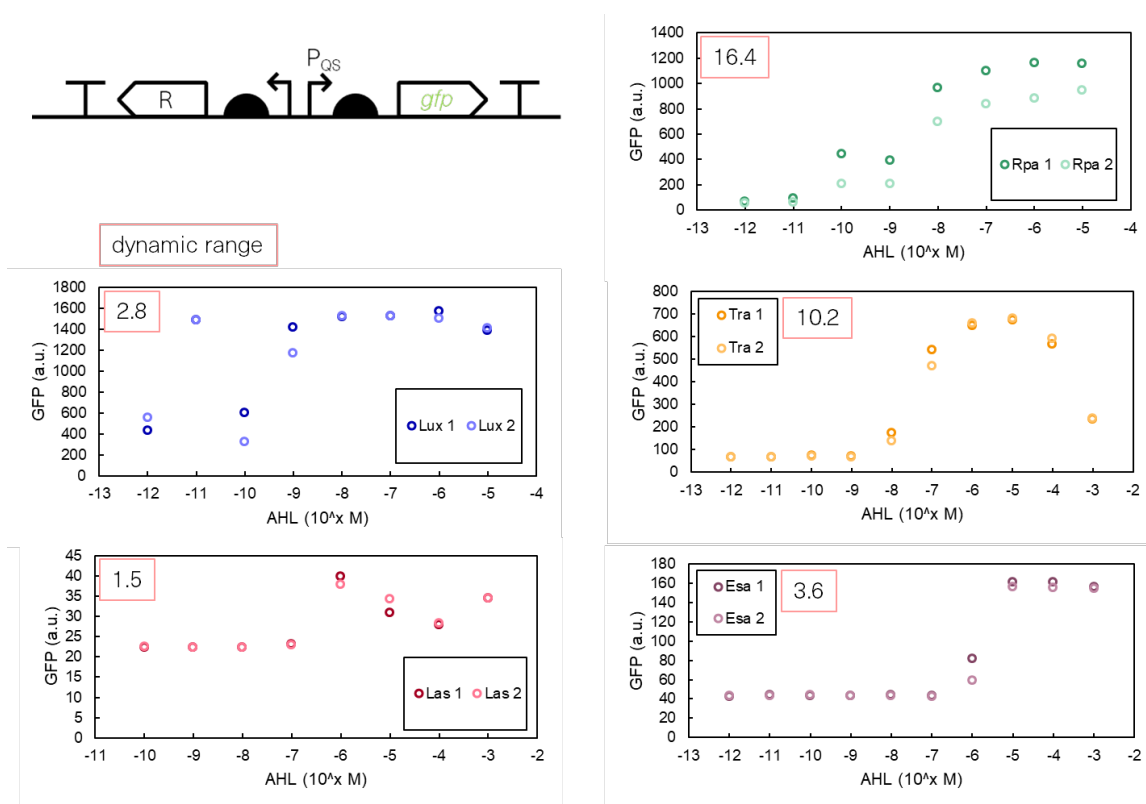 P_QS
R
gfp
dynamic range
16.4
1400
1200
1000
800
600
400
200
0
GFP (a.u.)
Rpa 1 Rpa 2
-13 -12 -11 -10 -9 -8 -7 -6 -5 -4
AHL (10^x M)
2.8
1800
1600
1400
1200
1000
800
600
400
200
0
GFP (a.u.)
Lux 1 Lux 2
-13 -12 -11 -10 -9 -8 -7 -6 -5 -4
AHL (10^x M)
800
700
600
500
400
300
200
100
0
GFP (a.u.)
Tra 1
Tra 2
10.2
-13 -12 -11 -10 -9 -8 -7 -6 -5 -4 -3 -2
AHL (10^x M)
1.5
45
40
35
30
25
20
15
10
5
0
GFP (a.u.)
Las 1 Las 2
-11 -10 -9 -8 -7 -6 -5 -4 -3 -2
AHL (10^x M)
180
160
140
120
100
80
60
40
20
0
GFP (a.u.)
Esa 1
Esa 2
3.6
-13 -12 -11 -10 -9 -8 -7 -6 -5 -4 -3 -2
AHL (10^x M)